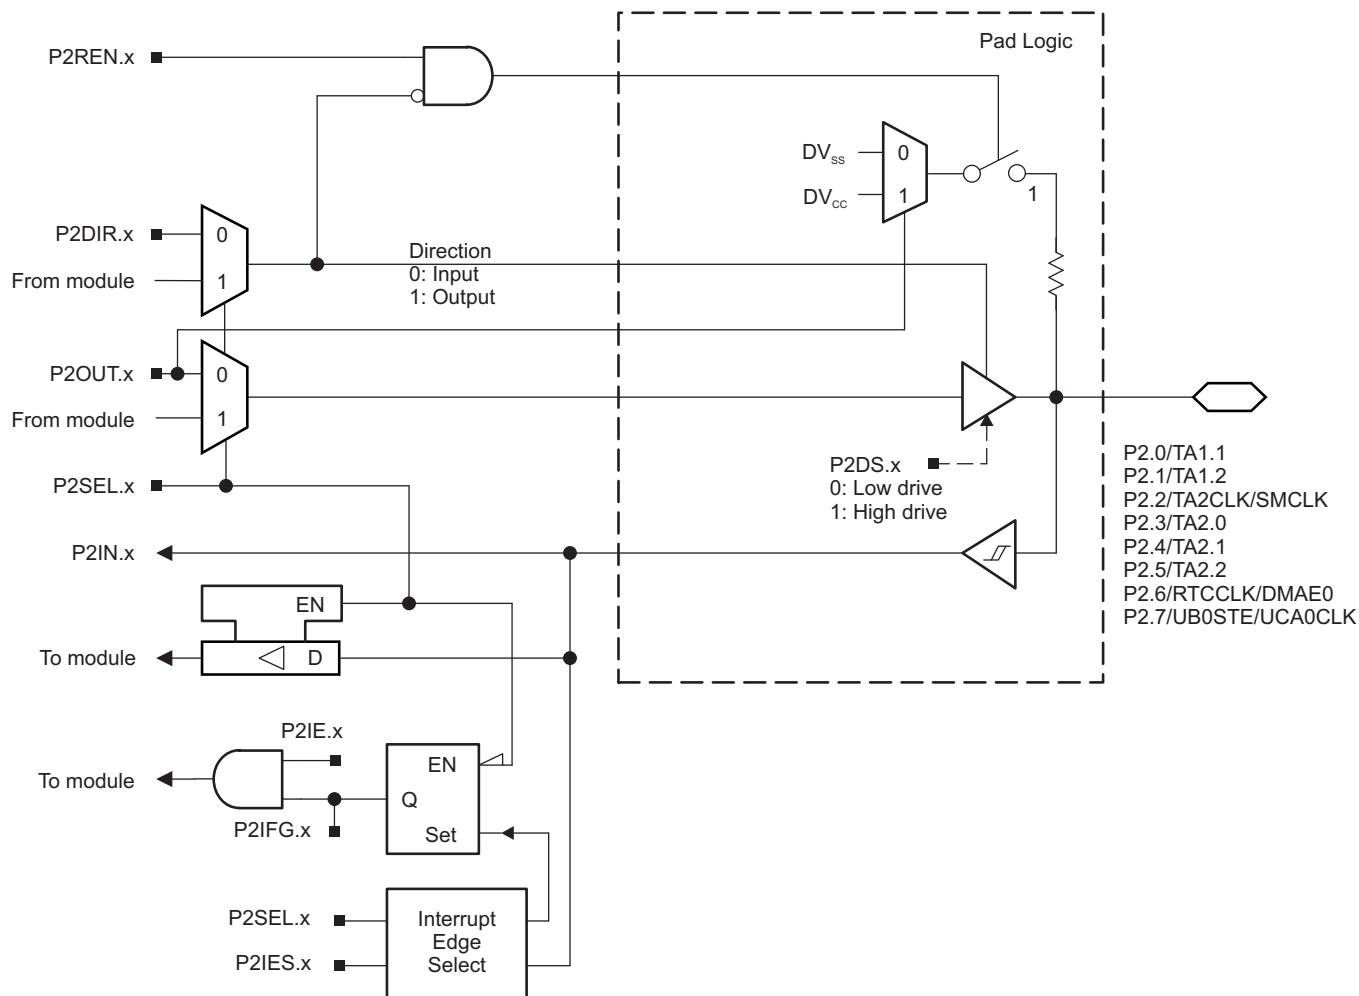 Pad Logic
P2REN.x
DVSS
0
DVCC
1
1
P2DIR.x
0
From module
1
Direction
0: Input
1: Output
P2OUT.x
0
From module
1
P2SEL.x
P2DS.x
0: Low drive
1: High drive
P2.0/TA1.1
P2.1/TA1.2
P2.2/TA2CLK/SMCLK
P2.3/TA2.0
P2.4/TA2.1
P2.5/TA2.2
P2.6/RTCCLK/DMAE0
P2.7/UB0STE/UCA0CLK
P2IN.x
EN
To module
D
P2IE.x
To module
EN
Q
P2IFG.x
Set
P2SEL.x
P2IES.x
Interrupt
Edge
Select